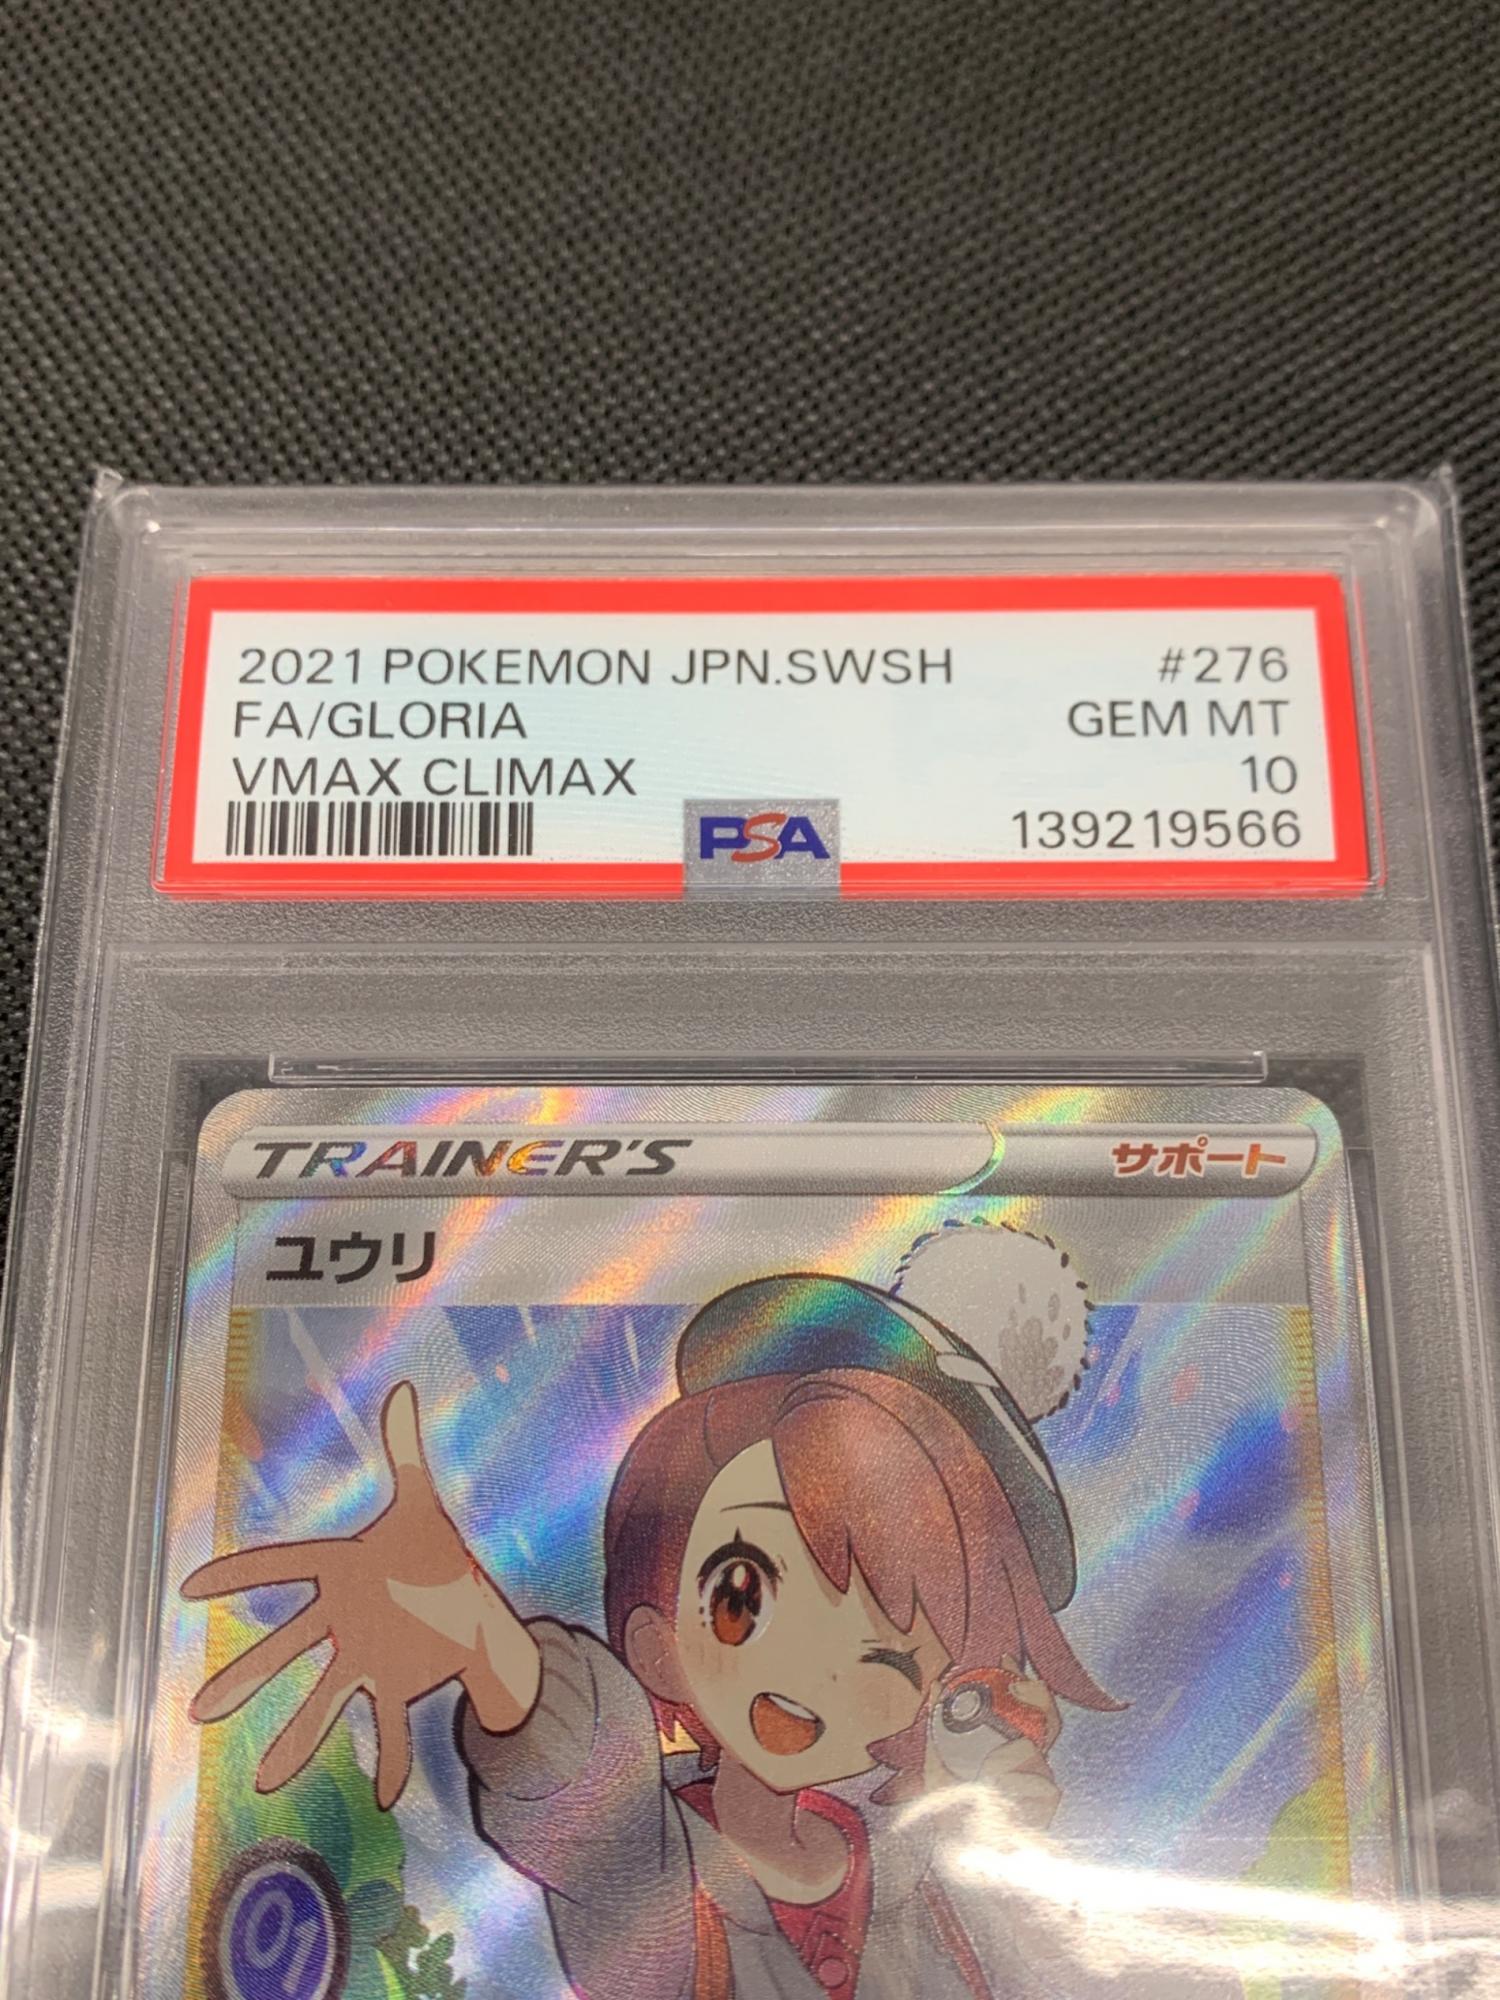 2021 POKEMON JPN.SWSH #276
FA/GLORIA GEM MT
VMAX CLIMAX 10
PSA 139219566
TRAINER'S サポート
ユウリ
01